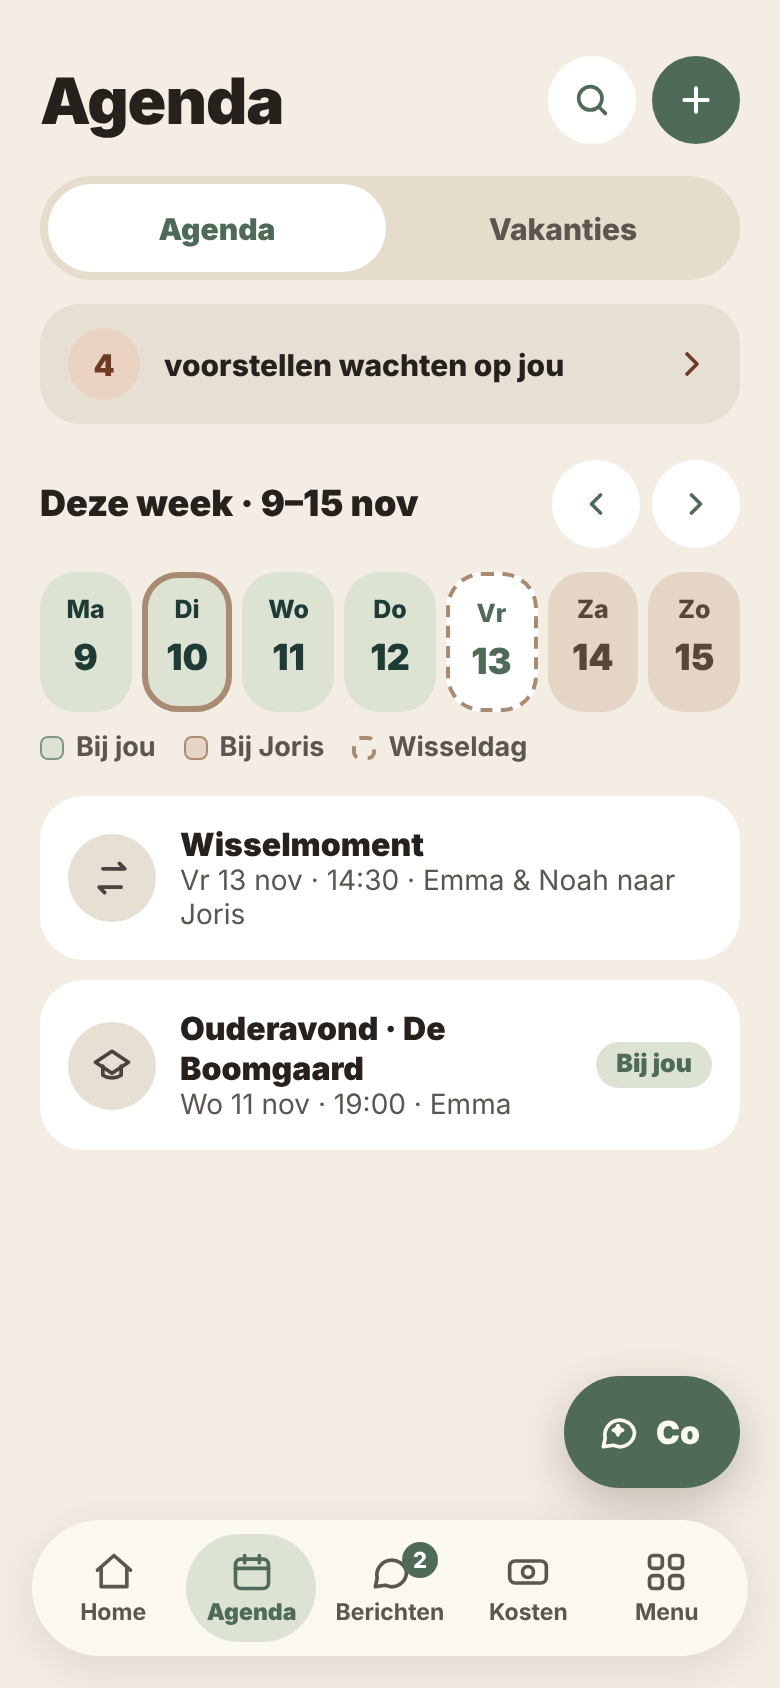 Agenda
Agenda Vakanties
4 voorstellen wachten op jou
Deze week · 9–15 nov
Ma Di Wo Do Vr Za Zo
9 10 11 12 13 14 15
Bij jou Bij Joris Wisseldag
Wisselmoment
Vr 13 nov · 14:30 · Emma & Noah naar
Joris
Ouderavond · De
Boomgaard
Wo 11 nov · 19:00 · Emma
Bij jou
Co
2
Home Agenda Berichten Kosten Menu